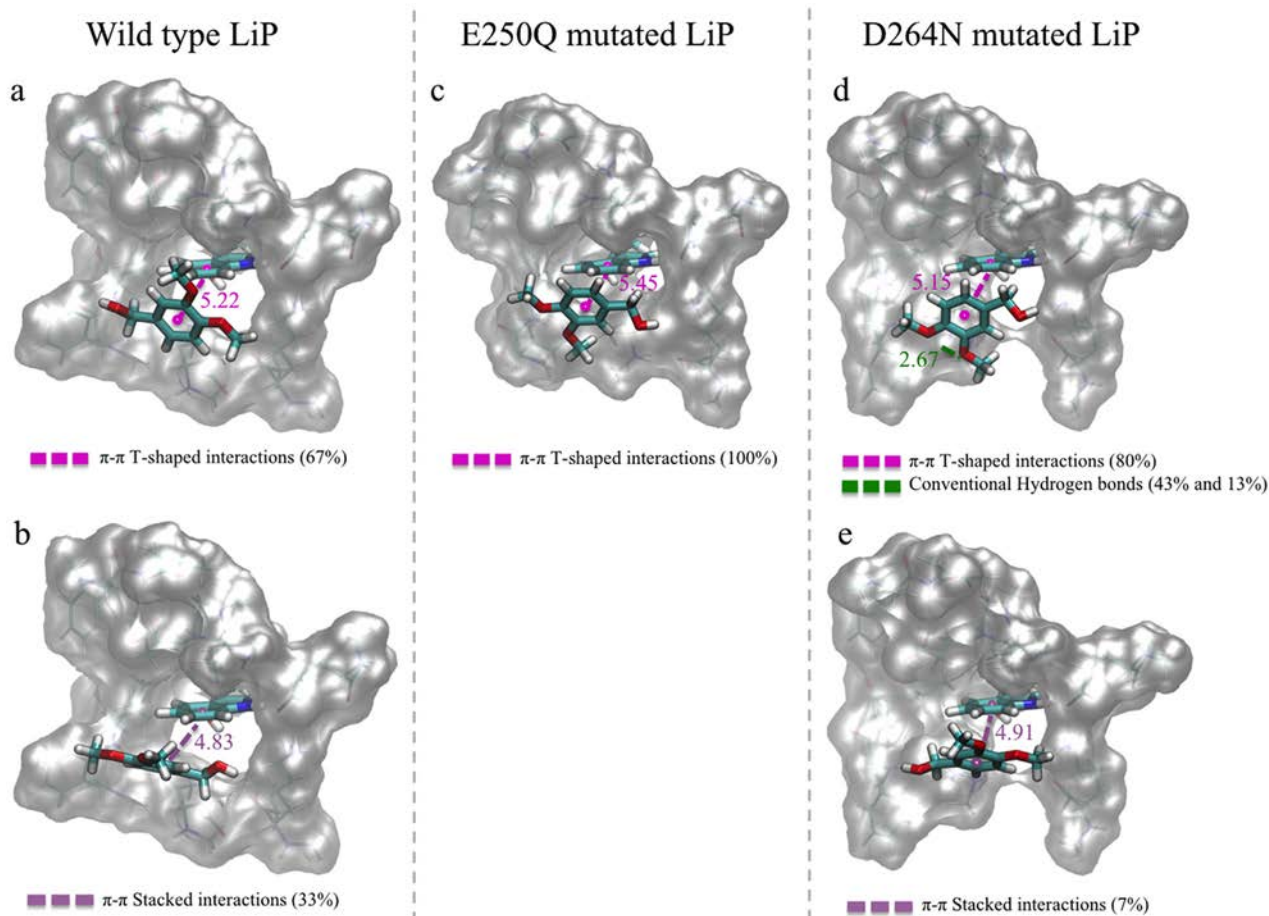 Wild type LiP
E250Q mutated LiP
D264N mutated LiP
a
5.22
π-π T-shaped interactions (67%)
c
5.45
π-π T-shaped interactions (100%)
d
5.15
2.67
π-π T-shaped interactions (80%)
Conventional Hydrogen bonds (43% and 13%)
b
4.83
π-π Stacked interactions (33%)
e
4.91
π-π Stacked interactions (7%)